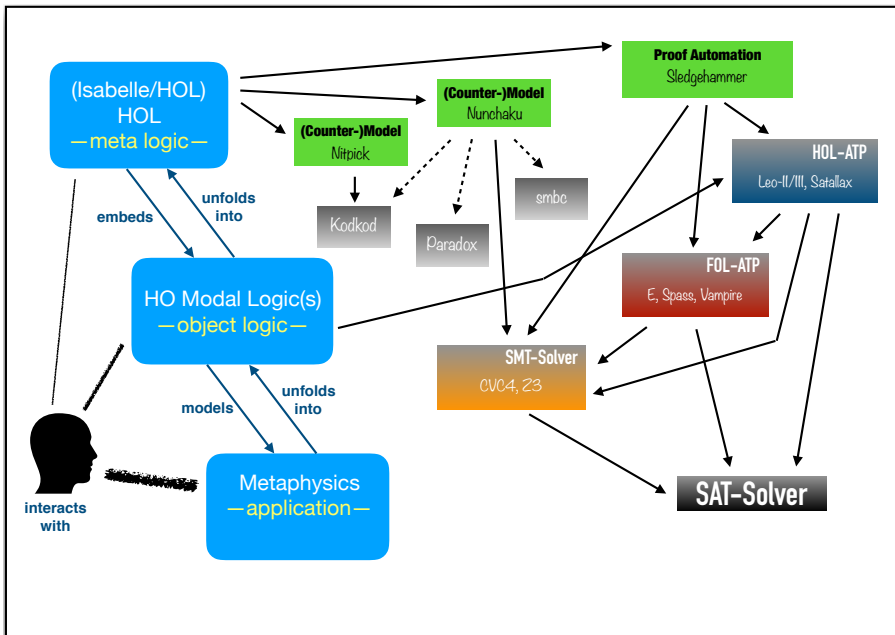 (Isabelle/HOL)
HOL
—meta logic—
embeds
unfolds
into
HO Modal Logic(s)
—object logic—
models
unfolds
into
Metaphysics
—application—
interacts
with
(Counter-)Model
Nitpick
(Counter-)Model
Nunchaku
Proof Automation
Sledgehammer
Kodkod
Paradox
smbc
HOL-ATP
Leo-II/III, Satallax
FOL-ATP
E, Spass, Vampire
SMT-Solver
CVC4, Z3
SAT-Solver